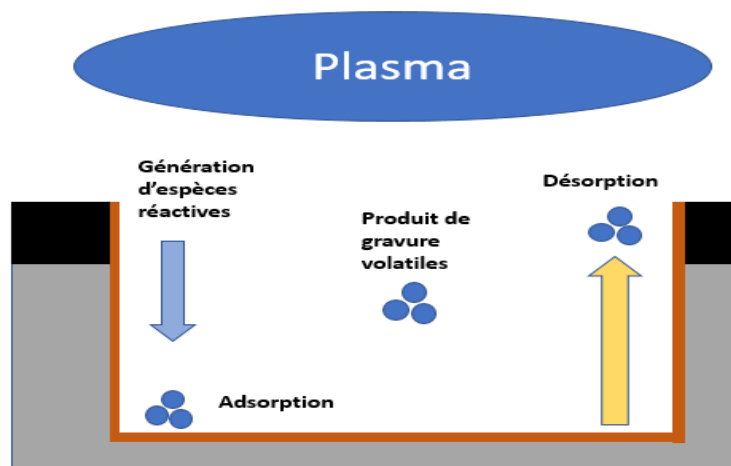 Plasma
Génération
d'espèces
réactives
Produit de
gravure
volatiles
Désorption
Adsorption